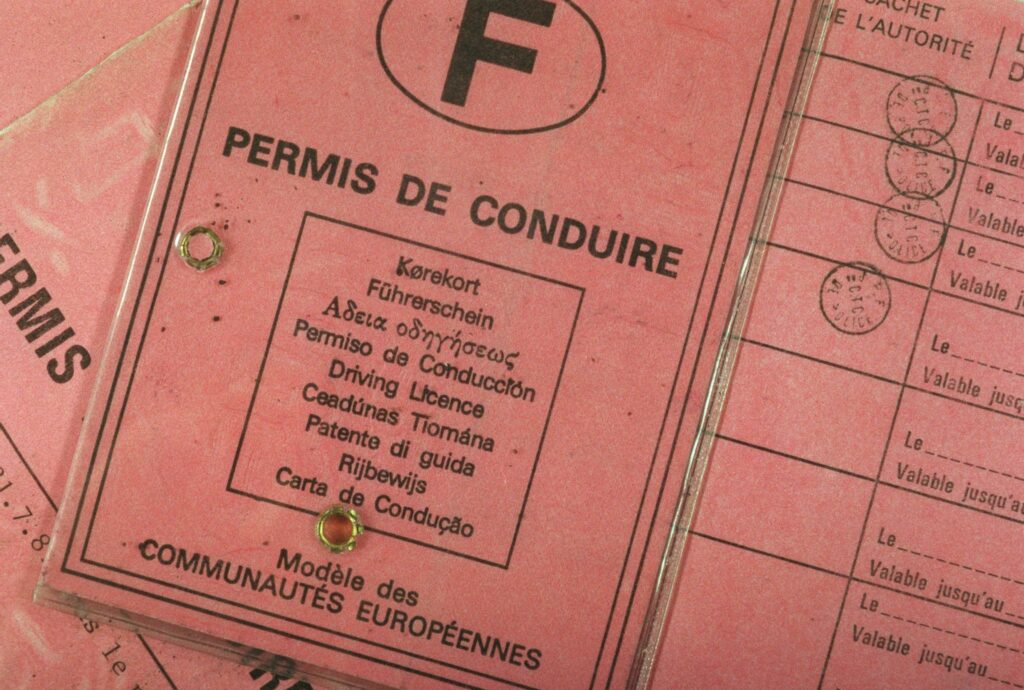 F
PERMIS DE CONDUIRE
Kørekort
Führerschein
Αδεια οδηγήσεως
Permiso de Conducción
Driving Licence
Ceadúnas Tiomána
Patente di guida
Rijbewijs
Carta de Condução
Modèle des
COMMUNAUTÉS EUROPÉENNES
CACHET
DE L'AUTORITÉ
Le
Valable
Le
Valable
Le
Valable j
Le
Valable jusq
Le
Valable jusqu'a
Le
Valable jusqu'au
Le
Valable jusqu'au
ERMIS